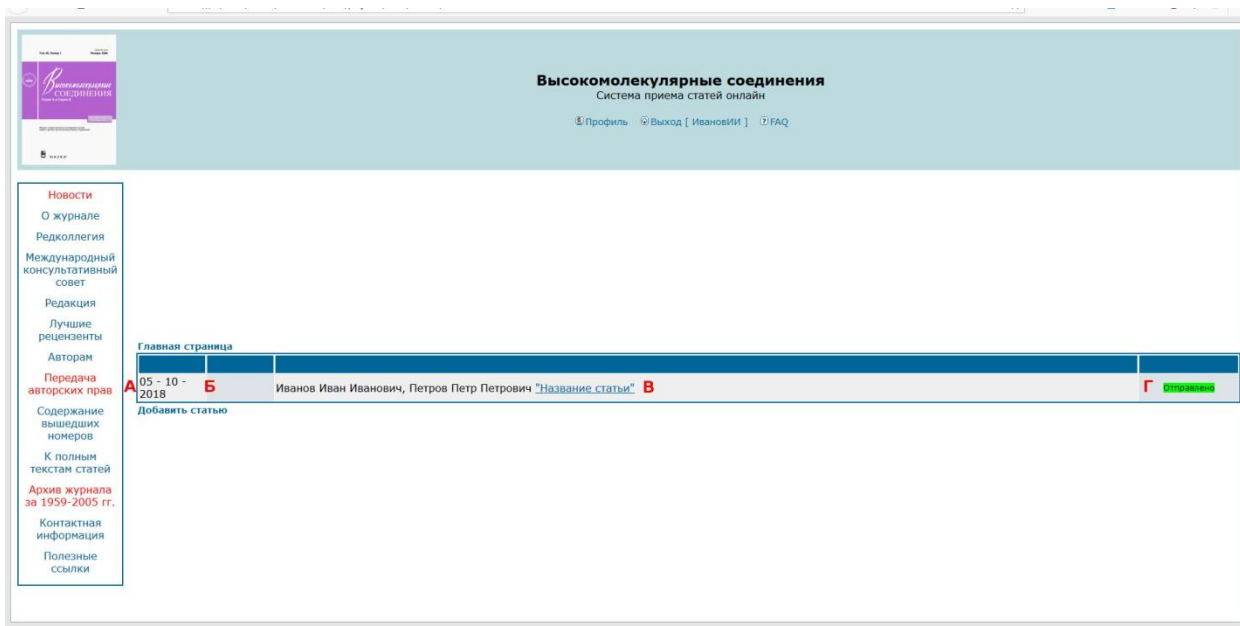 Высокомолекулярные
СОЕДИНЕНИЯ
Высокомолекулярные соединения
Система приема статей онлайн
Профиль Выход [ ИвановИИ ] FAQ
Новости
О журнале
Редколлегия
Международный
консультативный
совет
Редакция
Лучшие
рецензенты
Авторам
Передача
авторских прав
Содержание
вышедших
номеров
К полным
текстам статей
Архив журнала
за 1959-2005 гг.
Контактная
информация
Полезные
ссылки
Главная страница
А 05 - 10 -
2018
Б Иванов Иван Иванович, Петров Петр Петрович "Название статьи" В Г Отправлено
Добавить статью